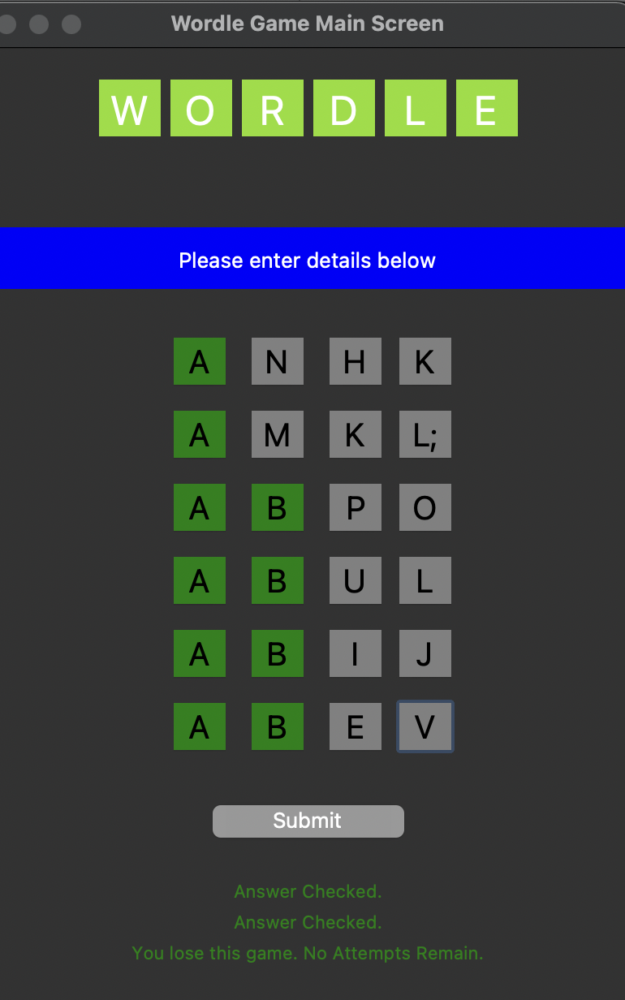 Wordle Game Main Screen
W O R D L E
Please enter details below
A N H K
A M K L;
A B P O
A B U L
A B I J
A B E V
Submit
Answer Checked.
Answer Checked.
You lose this game. No Attempts Remain.